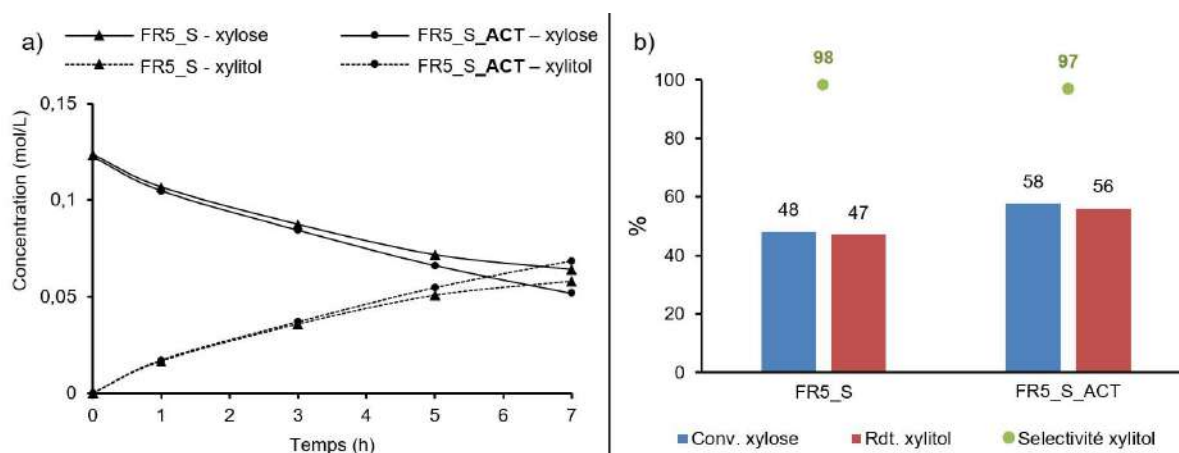 a)
FR5_S - xylose
FR5_S_ACT – xylose
FR5_S - xylitol
FR5_S_ACT – xylitol
Concentration (mol/L)
0,15
0,1
0,05
0
0 1 2 3 4 5 6 7
Temps (h)
b)
98
97
%
100
80
60
40
20
0
48
47
58
56
FR5_S
FR5_S_ACT
Conv. xylose
Rdt. xylitol
Selectivité xylitol